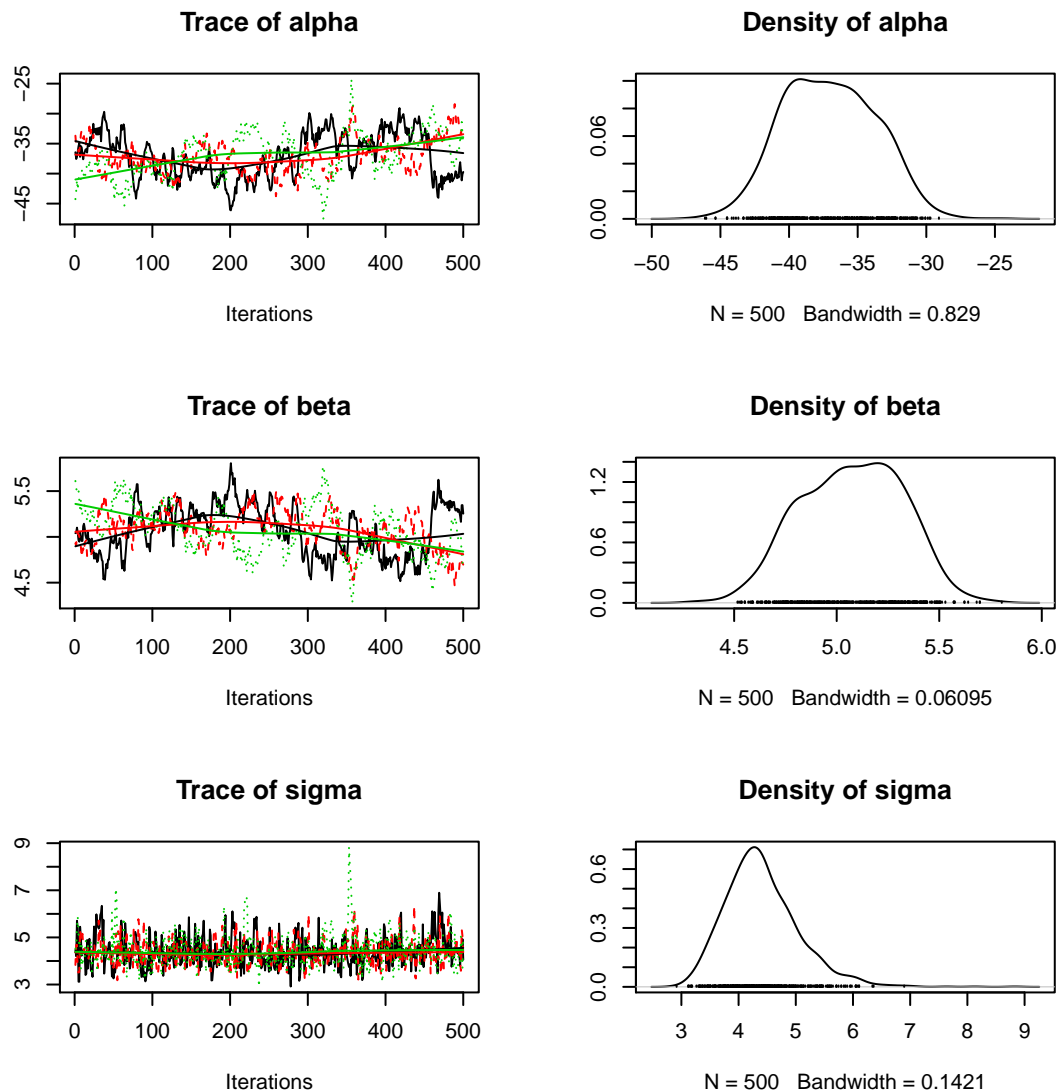 Trace of alpha
−45
−35
−25
0 100 200 300 400 500
Iterations
Density of alpha
0.00
0.06
−50 −45 −40 −35 −30 −25
N = 500 Bandwidth = 0.829
Trace of beta
4.5
5.5
0 100 200 300 400 500
Iterations
Density of beta
0.0
0.6
1.2
4.5 5.0 5.5 6.0
N = 500 Bandwidth = 0.06095
Trace of sigma
3
5
7
9
0 100 200 300 400 500
Iterations
Density of sigma
0.0
0.3
0.6
3 4 5 6 7 8 9
N = 500 Bandwidth = 0.1421